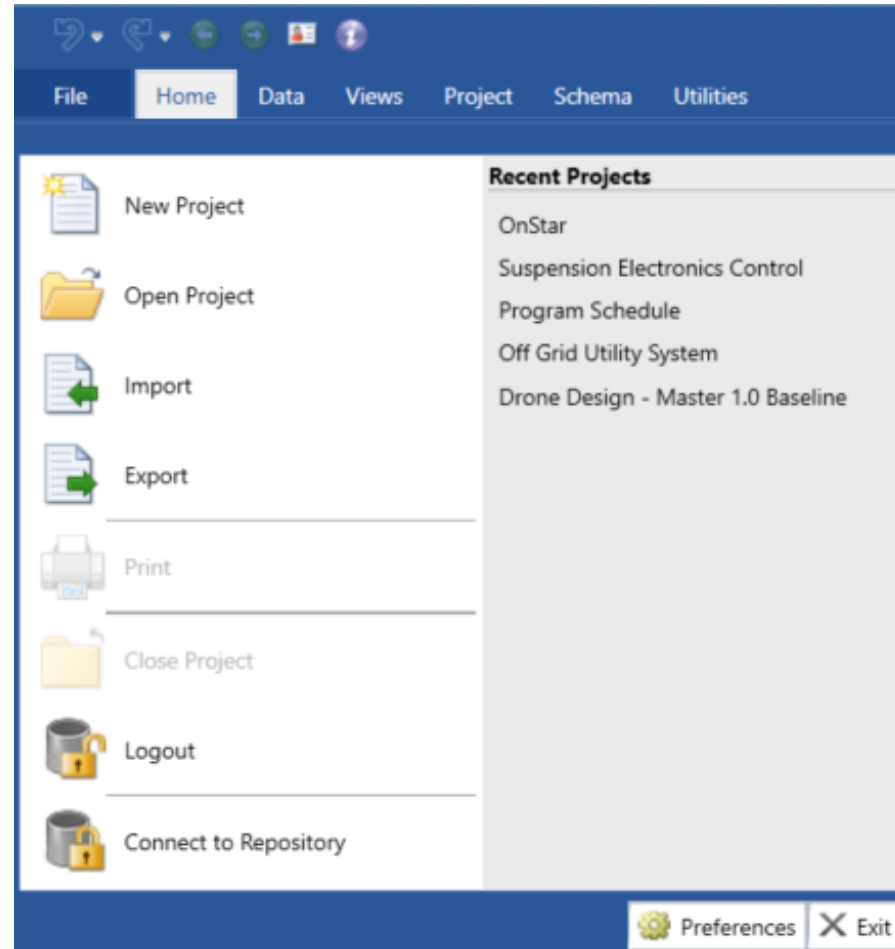 File Home Data Views Project Schema Utilities
New Project
Open Project
Import
Export
Print
Close Project
Logout
Connect to Repository
Recent Projects
OnStar
Suspension Electronics Control
Program Schedule
Off Grid Utility System
Drone Design - Master 1.0 Baseline
Preferences Exit